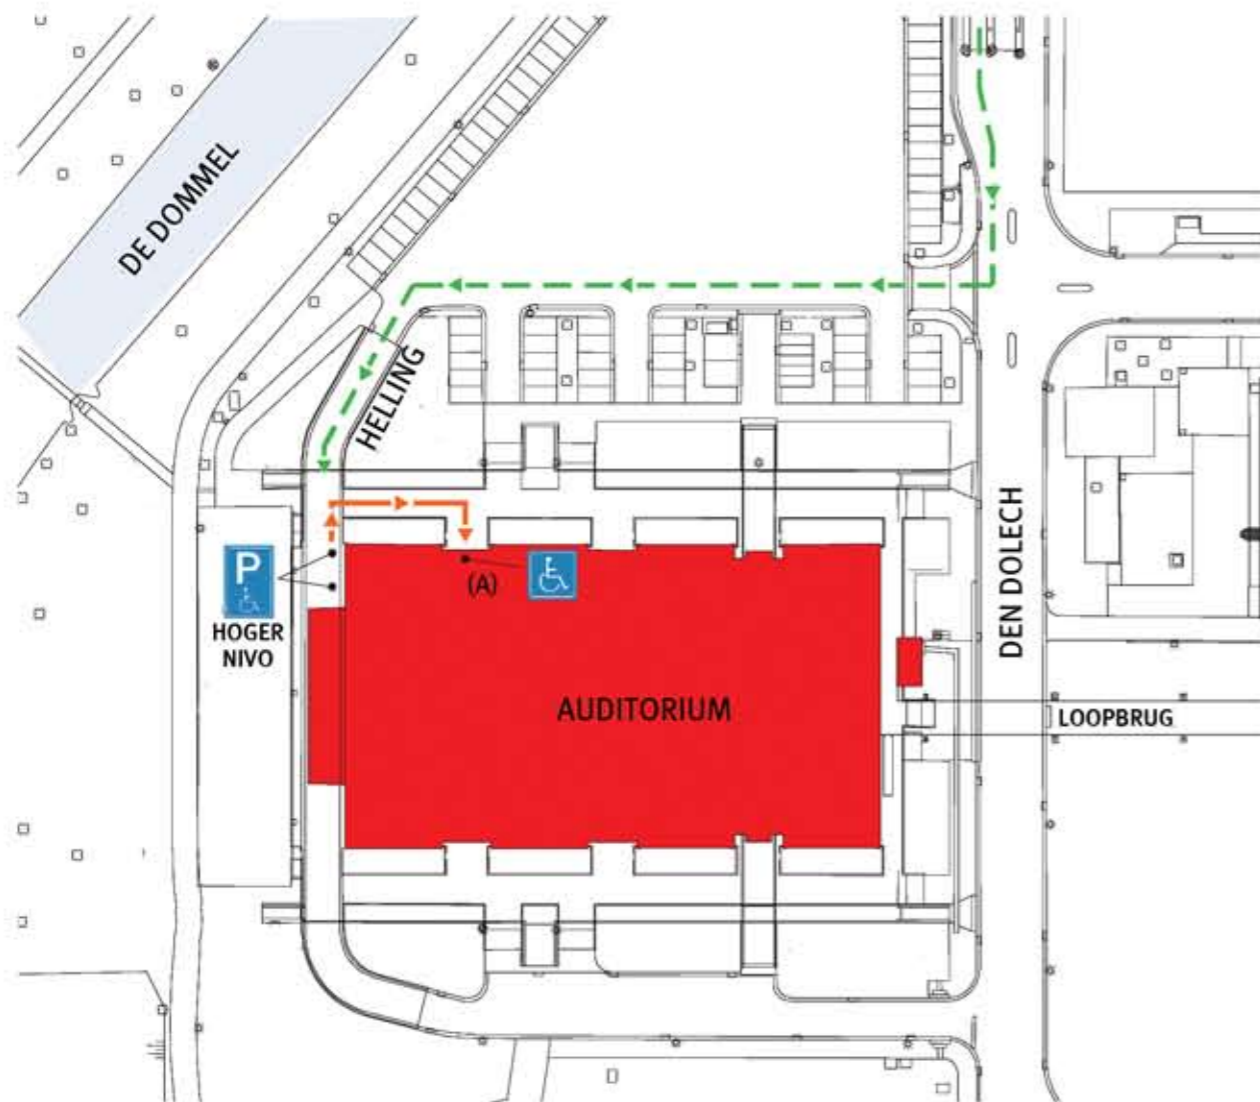 DE DOMMEL
HELLING
P
(A)
HOGER
NIVO
DEN DOLECH
AUDITORIUM
LOOPBRUG